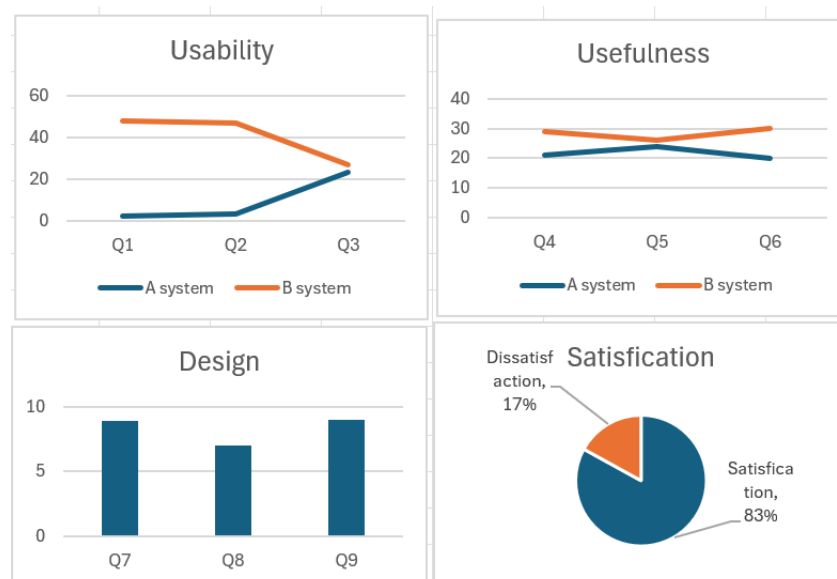 Usability
60
40
20
0
Q1 Q2 Q3
A system B system
Usefulness
40
30
20
10
0
Q4 Q5 Q6
A system B system
Design
10
5
0
Q7 Q8 Q9
Satisfication
Dissatisf
action,
17%
Satisfica
tion,
83%